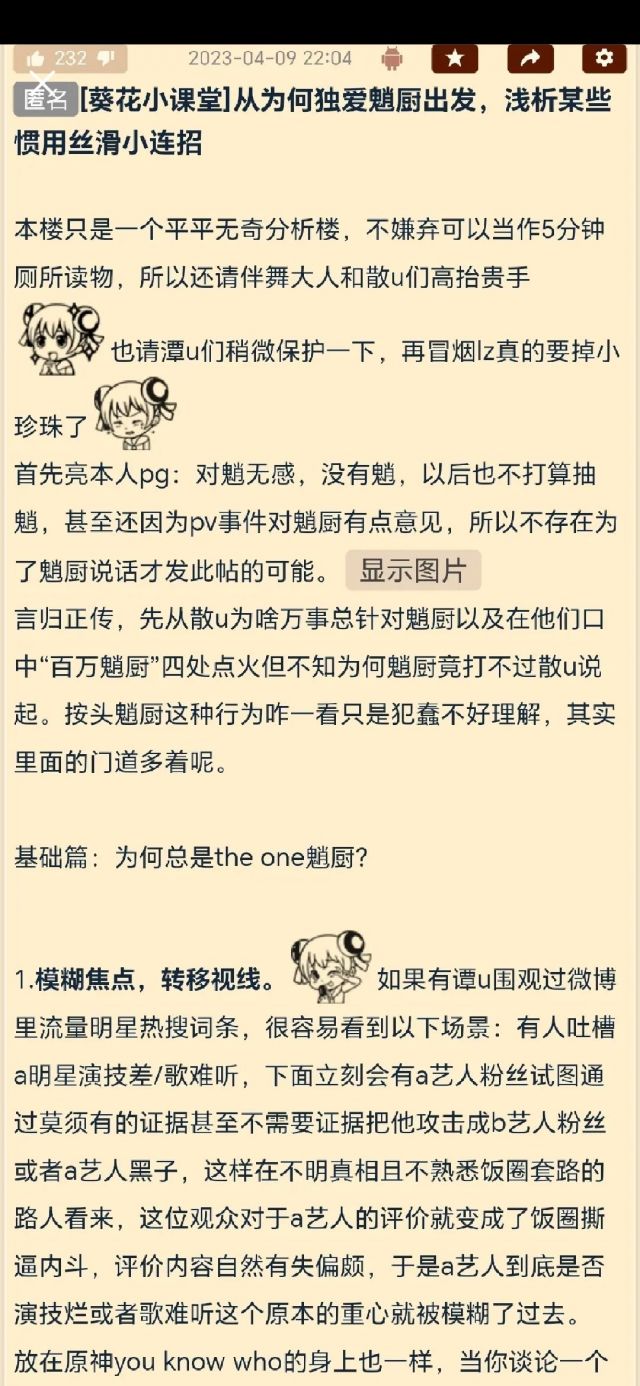 232 2023-04-09 22:04
匿名 [葵花小课堂]从为何独爱魈厨出发，浅析某些
惯用丝滑小连招
本楼只是一个平平无奇分析楼，不嫌弃可以当作5分钟
厕所读物，所以还请伴舞大人和散u们高抬贵手
也请潭u们稍微保护一下，再冒烟lz真的要掉小
珍珠了
首先亮本人pg：对魈无感，没有魈，以后也不打算抽
魈，甚至还因为pv事件对魈厨有点意见，所以不存在为
了魈厨说话才发此帖的可能。 显示图片
言归正传，先从散u为啥万事总针对魈厨以及在他们口
中“百万魈厨”四处点火但不知为何魈厨竟打不过散u说
起。按头魈厨这种行为咋一看只是犯蠢不好理解，其实
里面的门道多着呢。
基础篇：为何总是the one魈厨？
1.模糊焦点，转移视线。 如果有谭u围观过微博
里流量明星热搜词条，很容易看到以下场景：有人吐槽
a明星演技差/歌难听，下面立刻会有a艺人粉丝试图通
过莫须有的证据甚至不需要证据把他攻击成b艺人粉丝
或者a艺人黑子，这样在不明真相且不熟悉饭圈套路的
路人看来，这位观众对于a艺人的评价就变成了饭圈撕
逼内斗，评价内容自然有失偏颇，于是a艺人到底是否
演技烂或者歌难听这个原本的重心就被模糊了过去。
放在原神you know who的身上也一样，当你谈论一个